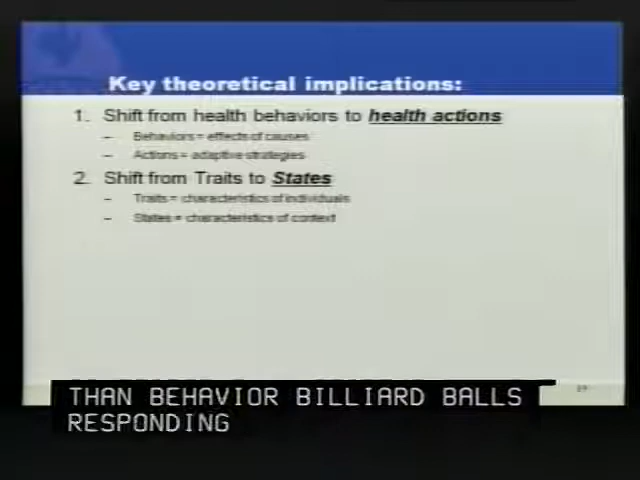 Key theoretical implications:
1. Shift from health behaviors to health actions
– Behaviors = effects of causes
– Actions = adaptive strategies
2. Shift from Traits to States
– Traits = characteristics of individuals
– States = characteristics of context
THAN BEHAVIOR BILLIARD BALLS
RESPONDING